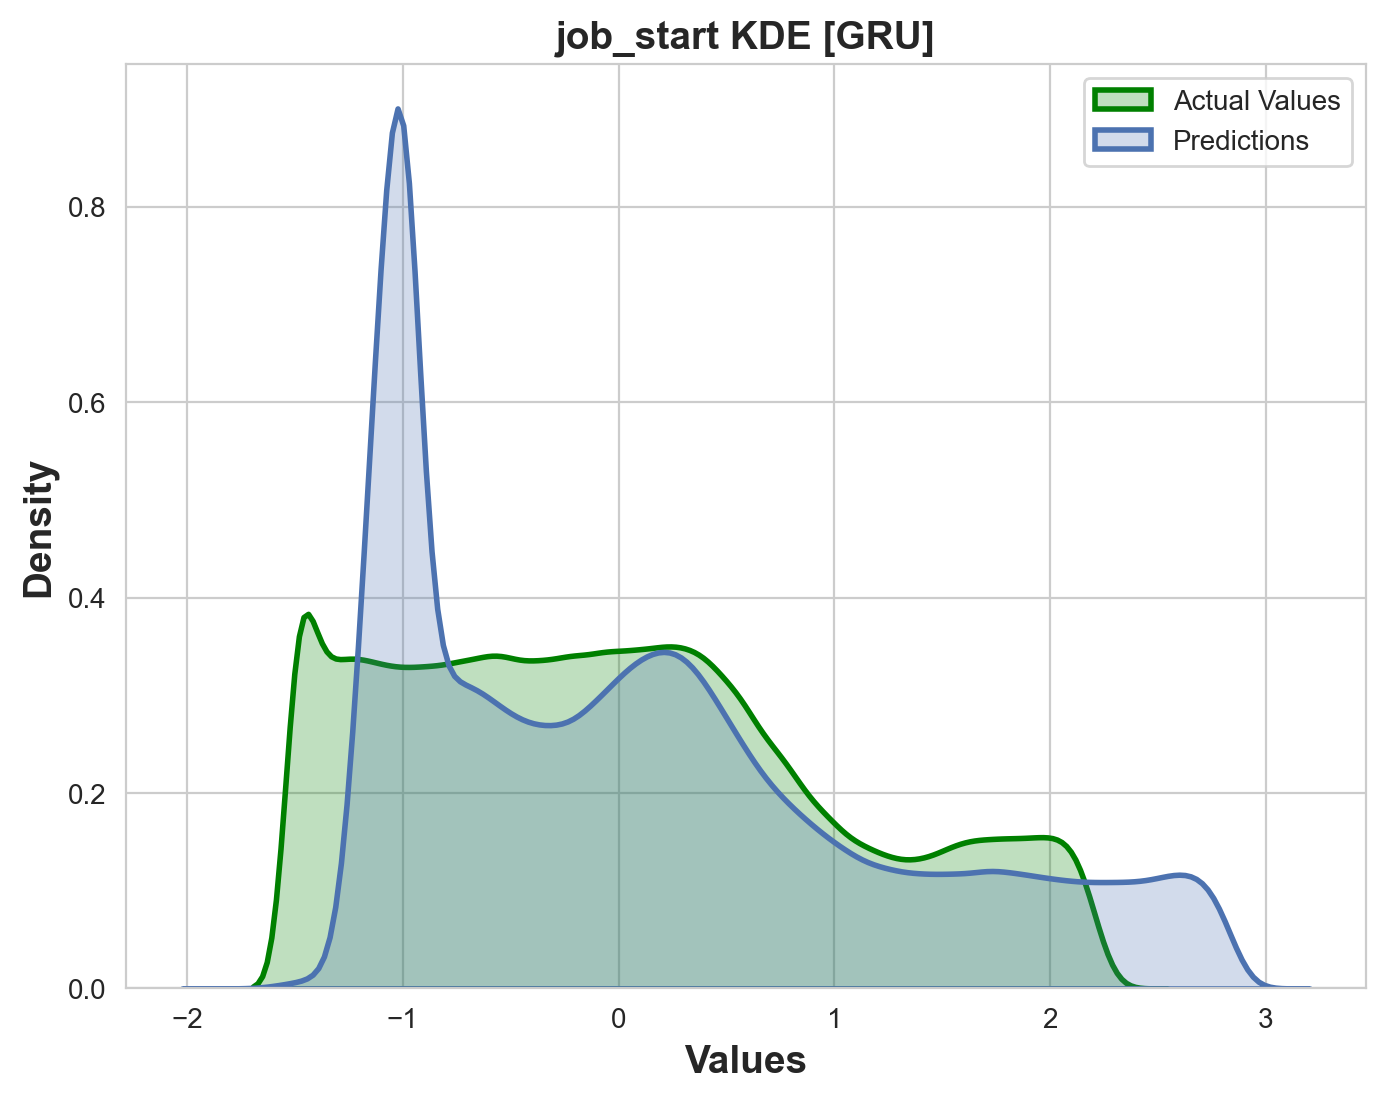 job_start KDE [GRU]
Actual Values
Predictions
Density
0.8
0.6
0.4
0.2
0.0
−2 −1 0 1 2 3
Values